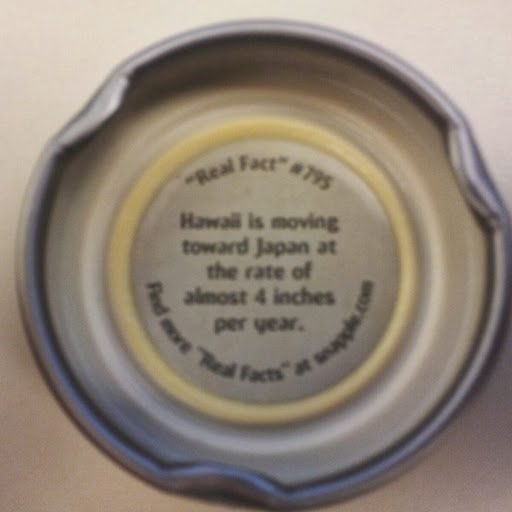 "Real Fact" #795
Hawaii is moving
toward Japan at
the rate of
almost 4 inches
per year.
Find more "Real Facts" at snapple.com